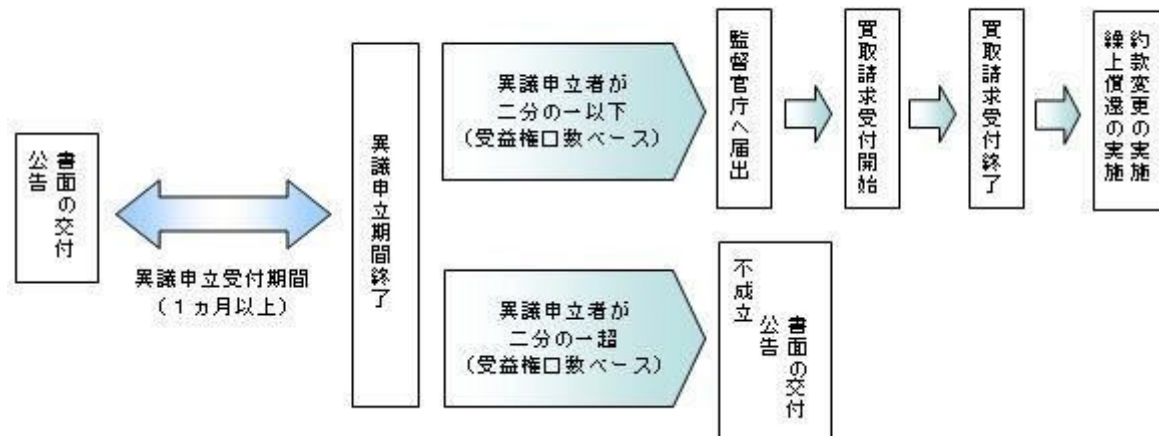 書面の交付
公告
異議申立受付期間
（１ヵ月以上）
異議申立期間終了
異議申立者が
二分の一以下
（受益権口数ベース）
監督官庁へ届出
買取請求受付開始
買取請求受付終了
約款変更の実施
繰上償還の実施
異議申立者が
二分の一超
（受益権口数ベース）
不成立
書面の交付
公告